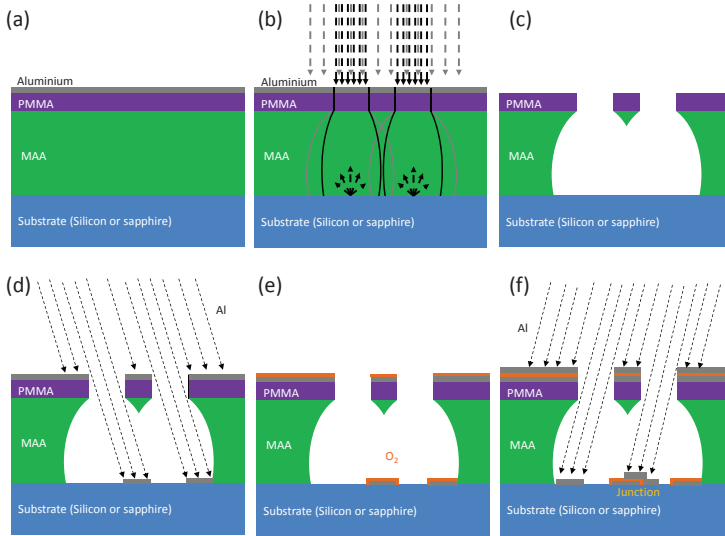 (a)
Aluminium
PMMA
MAA
Substrate (Silicon or sapphire)
(b)
Aluminium
PMMA
MAA
Substrate (Silicon or sapphire)
(c)
PMMA
MAA
Substrate (Silicon or sapphire)
(d)
Al
PMMA
MAA
Substrate (Silicon or sapphire)
(e)
PMMA
MAA
O₂
Substrate (Silicon or sapphire)
(f)
Al
PMMA
MAA
Junction
Substrate (Silicon or sapphire)